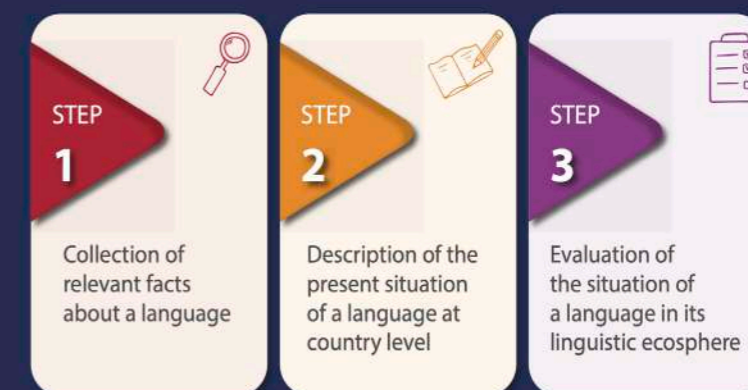 STEP
1
Collection of
relevant facts
about a language
STEP
2
Description of the
present situation
of a language at
country level
STEP
3
Evaluation of
the situation of
a language in its
linguistic ecosphere